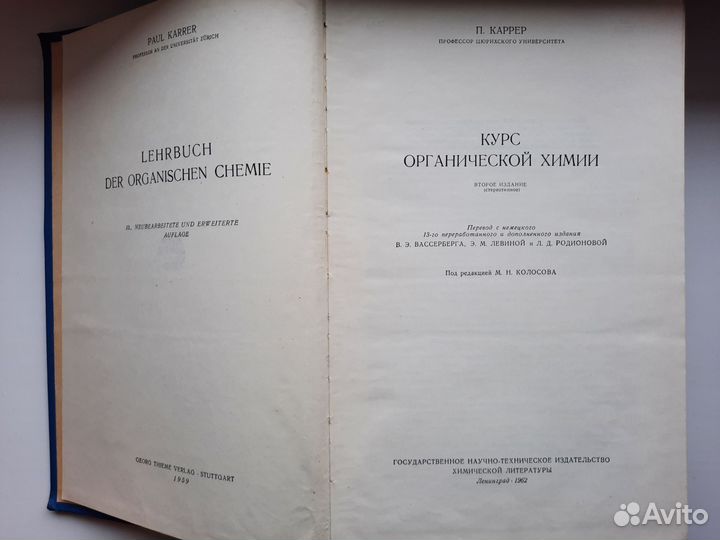 PAUL KARRER
PROFESSOR AN DER UNIVERSITÄT ZÜRICH
LEHRBUCH
DER ORGANISCHEN CHEMIE
NEUBEARBEITETE UND ERWEITERTE
AUFLAGE
GEORG THIEME VERLAG · STUTTGART
1959
П. КАРРЕР
ПРОФЕССОР ЦЮРИХСКОГО УНИВЕРСИТЕТА
КУРС
ОРГАНИЧЕСКОЙ ХИМИИ
ВТОРОЕ ИЗДАНИЕ
(стереотипное)
Перевод с немецкого
13-го переработанного и дополненного издания
В. Э. ВАССЕРБЕРГА, Э. М. ЛЕВИНОЙ и Л. Д. РОДИОНОВОЙ
Под редакцией М. Н. КОЛОСОВА
ГОСУДАРСТВЕННОЕ НАУЧНО-ТЕХНИЧЕСКОЕ ИЗДАТЕЛЬСТВО
ХИМИЧЕСКОЙ ЛИТЕРАТУРЫ
Ленинград · 1962
Avito